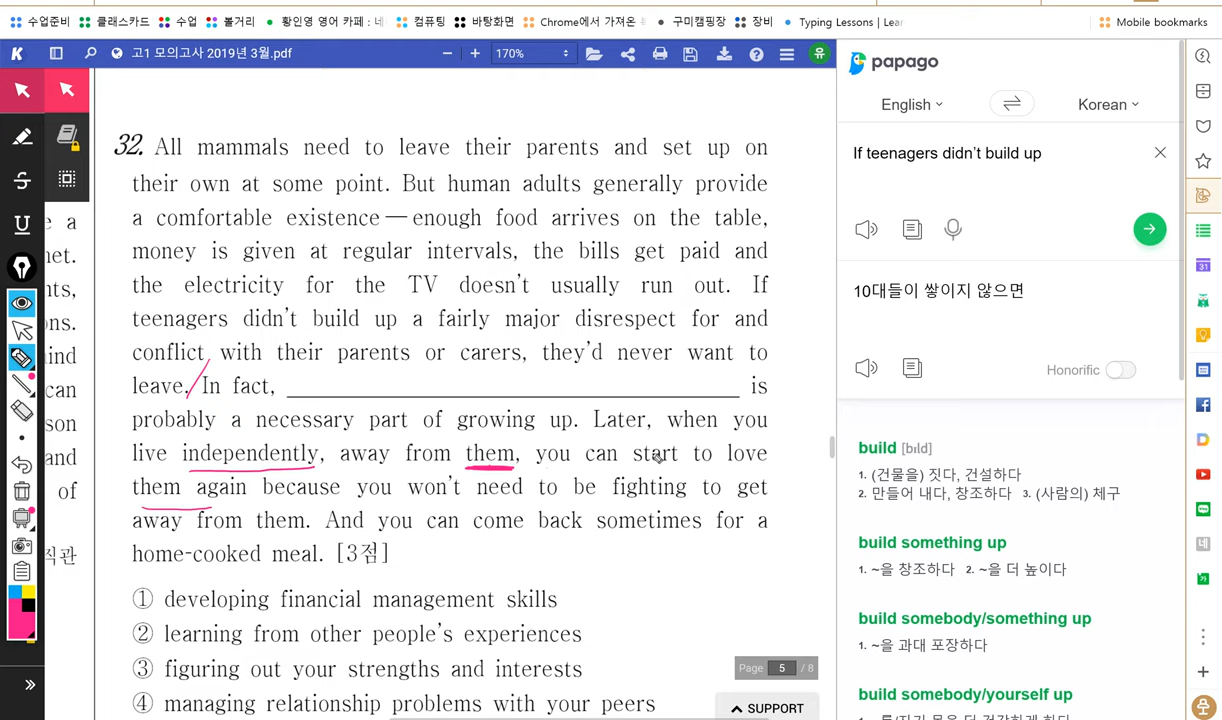 수업준비 클래스카드 수업 볼거리 황인영 영어 카페 : 네 컴퓨팅 바탕화면 Chrome에서 가져온 구미캠핑장 장비 Typing Lessons | Lear Mobile bookmarks
K 고1 모의고사 2019년 3월.pdf 170% 유
papago
English Korean
If teenagers didn't build up
10대들이 쌓이지 않으면
Honorific
build [bɪld]
1. (건물을) 짓다, 건설하다
2. 만들어 내다, 창조하다 3. (사람의) 체구
build something up
1. ~을 창조하다 2. ~을 더 높이다
build somebody/something up
1. ~을 과대 포장하다
build somebody/yourself up
e a
net.
nts,
ons.
ind
can
son
and
of
직관
32. All mammals need to leave their parents and set up on
their own at some point. But human adults generally provide
a comfortable existence — enough food arrives on the table,
money is given at regular intervals, the bills get paid and
the electricity for the TV doesn't usually run out. If
teenagers didn't build up a fairly major disrespect for and
conflict with their parents or carers, they'd never want to
leave. In fact, ____________ is
probably a necessary part of growing up. Later, when you
live independently, away from them, you can start to love
them again because you won't need to be fighting to get
away from them. And you can come back sometimes for a
home-cooked meal. [3점]
① developing financial management skills
② learning from other people's experiences
③ figuring out your strengths and interests
④ managing relationship problems with your peers
Page 5 / 8
SUPPORT